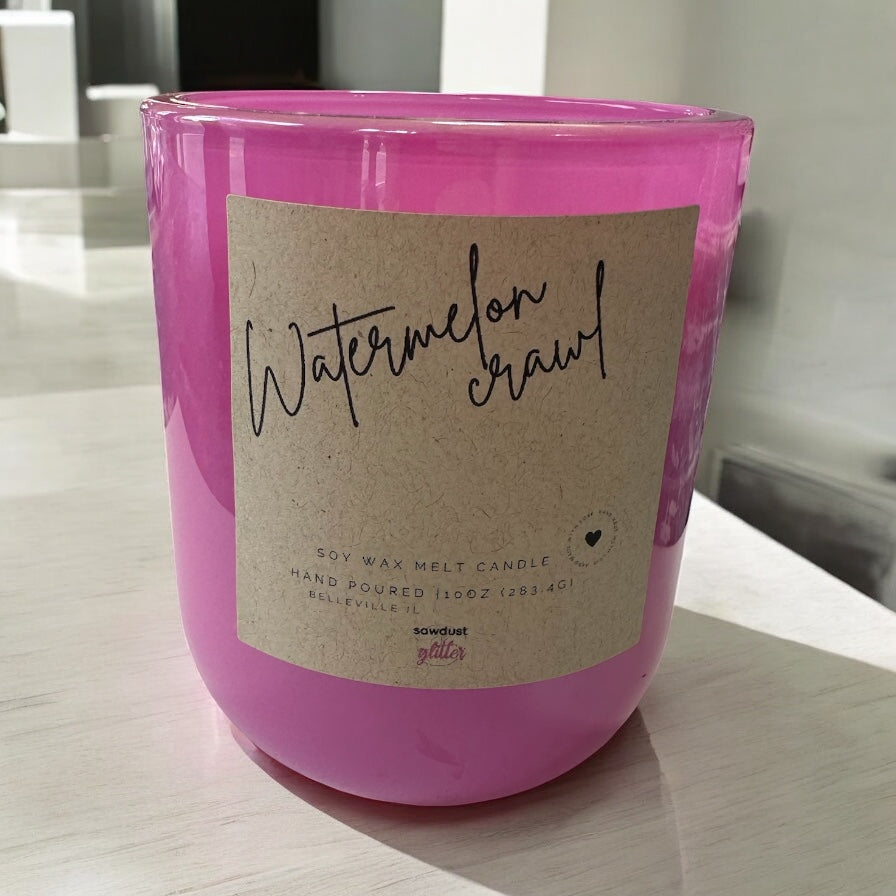 Watermelon
crawl
SOY WAX MELT CANDLE
HAND POURED |10OZ (283.4G)
BELLEVILLE IL
sawdust
glitter